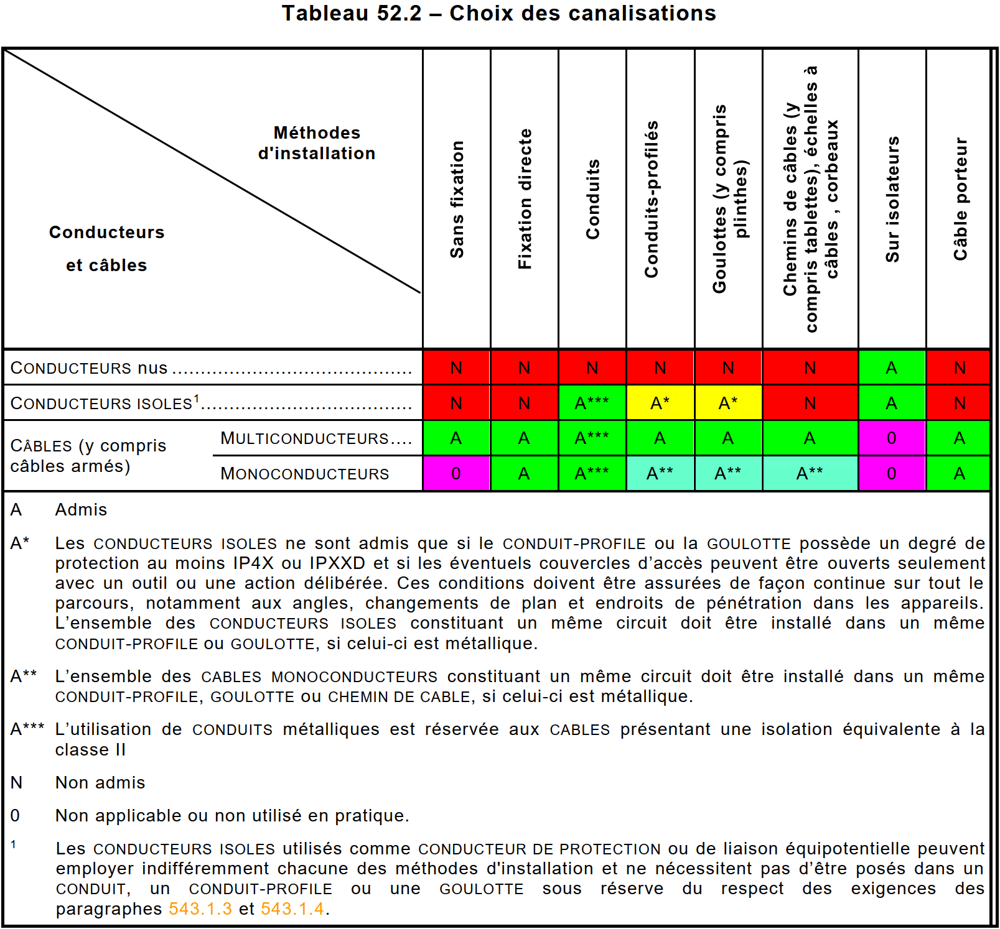 Tableau 52.2 – Choix des canalisations
Méthodes
d'installation
Conducteurs
et câbles
Sans fixation
Fixation directe
Conduits
Conduits-profilés
Goulottes (y compris
plinthes)
Chemins de câbles (y
compris tablettes), échelles à
câbles , corbeaux
Sur isolateurs
Câble porteur
CONDUCTEURS nus .......................................... N N N N N N A N
CONDUCTEURS ISOLES1..................................... N N A*** A* A* N A N
CÂBLES (y compris
câbles armés)
MULTICONDUCTEURS.... A A A*** A A A 0 A
MONOCONDUCTEURS 0 A A*** A** A** A** 0 A
A Admis
A* Les CONDUCTEURS ISOLES ne sont admis que si le CONDUIT-PROFILE ou la GOULOTTE possède un degré de
protection au moins IP4X ou IPXXD et si les éventuels couvercles d’accès peuvent être ouverts seulement
avec un outil ou une action délibérée. Ces conditions doivent être assurées de façon continue sur tout le
parcours, notamment aux angles, changements de plan et endroits de pénétration dans les appareils.
L’ensemble des CONDUCTEURS ISOLES constituant un même circuit doit être installé dans un même
CONDUIT-PROFILE ou GOULOTTE, si celui-ci est métallique.
A** L’ensemble des CABLES MONOCONDUCTEURS constituant un même circuit doit être installé dans un même
CONDUIT-PROFILE, GOULOTTE ou CHEMIN DE CABLE, si celui-ci est métallique.
A*** L’utilisation de CONDUITS métalliques est réservée aux CABLES présentant une isolation équivalente à la
classe II
N Non admis
0 Non applicable ou non utilisé en pratique.
1 Les CONDUCTEURS ISOLES utilisés comme CONDUCTEUR DE PROTECTION ou de liaison équipotentielle peuvent
employer indifféremment chacune des méthodes d'installation et ne nécessitent pas d’être posés dans un
CONDUIT, un CONDUIT-PROFILE ou une GOULOTTE sous réserve du respect des exigences des
paragraphes 543.1.3 et 543.1.4.